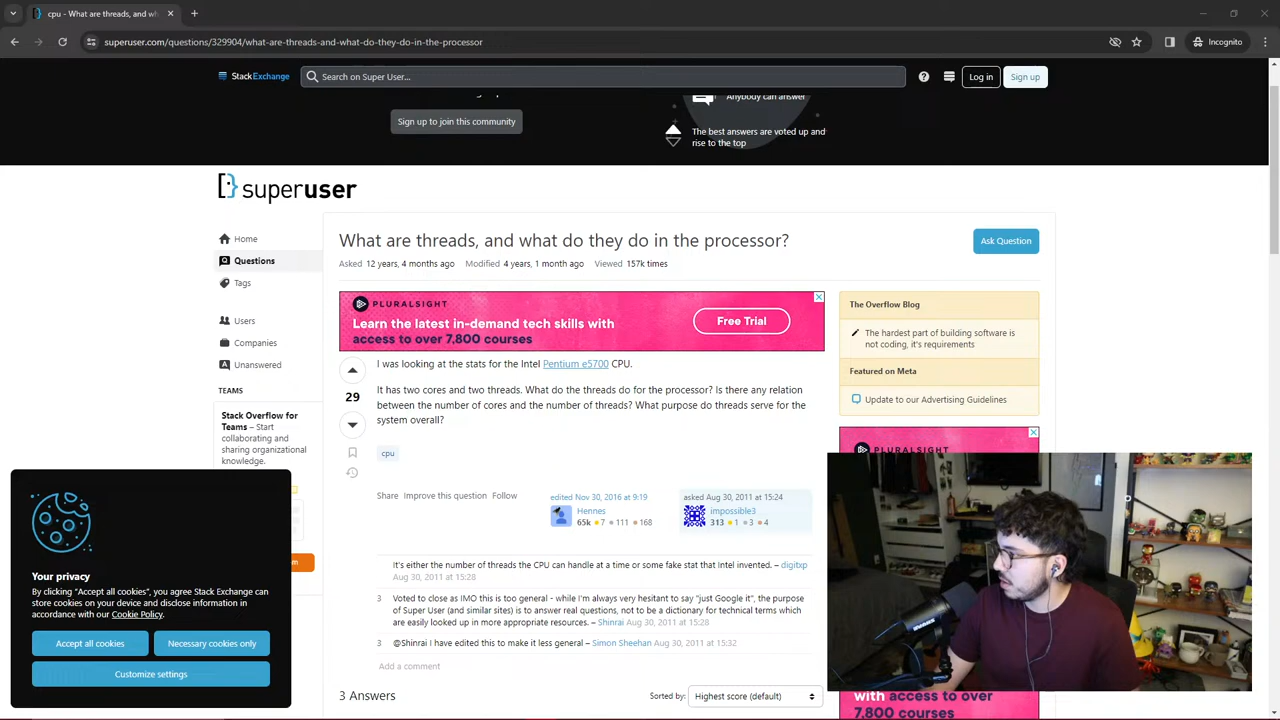 cpu - What are threads, and wh
superuser.com/questions/329904/what-are-threads-and-what-do-they-do-in-the-processor
Incognito
StackExchange
Search on Super User...
Log in
Sign up
Anybody can answer
Sign up to join this community
The best answers are voted up and
rise to the top
superuser
Home
Questions
Tags
Users
Companies
Unanswered
TEAMS
Stack Overflow for
Teams – Start
collaborating and
sharing organizational
knowledge.
What are threads, and what do they do in the processor?
Ask Question
Asked 12 years, 4 months ago Modified 4 years, 1 month ago Viewed 157k times
PLURALSIGHT
Learn the latest in-demand tech skills with
access to over 7,800 courses
Free Trial
I was looking at the stats for the Intel Pentium e5700 CPU.
29
It has two cores and two threads. What do the threads do for the processor? Is there any relation
between the number of cores and the number of threads? What purpose do threads serve for the
system overall?
cpu
Share Improve this question Follow
edited Nov 30, 2016 at 9:19
Hennes
65k 7 111 168
asked Aug 30, 2011 at 15:24
impossible3
313 1 3 4
It's either the number of threads the CPU can handle at a time or some fake stat that Intel invented. – digitxp
Aug 30, 2011 at 15:28
3 Voted to close as IMO this is too general - while I'm always very hesitant to say "just Google it", the purpose
of Super User (and similar sites) is to answer real questions, not to be a dictionary for technical terms which
are easily looked up in more appropriate resources. – Shinrai Aug 30, 2011 at 15:28
3 @Shinrai I have edited this to make it less general – Simon Sheehan Aug 30, 2011 at 15:32
Add a comment
3 Answers
Sorted by:
Highest score (default)
The Overflow Blog
The hardest part of building software is
not coding, it's requirements
Featured on Meta
Update to our Advertising Guidelines
PLURALSIGHT
with access to over
7,800 courses
Your privacy
By clicking "Accept all cookies", you agree Stack Exchange can
store cookies on your device and disclose information in
accordance with our Cookie Policy.
Accept all cookies
Necessary cookies only
Customize settings